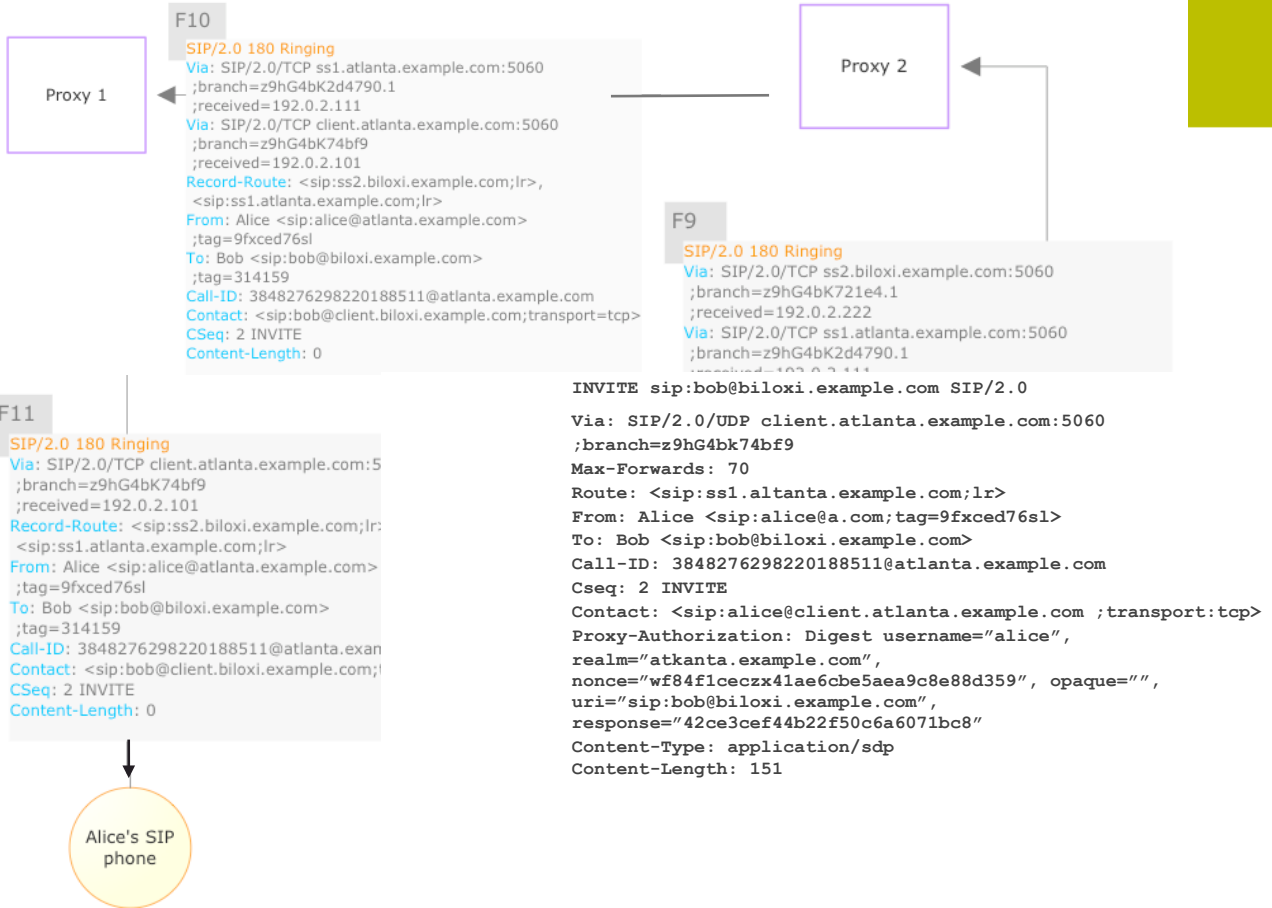 F10
SIP/2.0 180 Ringing
Via: SIP/2.0/TCP ss1.atlanta.example.com:5060
;branch=z9hG4bK2d4790.1
;received=192.0.2.111
Via: SIP/2.0/TCP client.atlanta.example.com:5060
;branch=z9hG4bK74bf9
;received=192.0.2.101
Record-Route: <sip:ss2.biloxi.example.com;lr>,
<sip:ss1.atlanta.example.com;lr>
From: Alice <sip:alice@atlanta.example.com>
;tag=9fxced76sl
To: Bob <sip:bob@biloxi.example.com>
;tag=314159
Call-ID: 3848276298220188511@atlanta.example.com
Contact: <sip:bob@client.biloxi.example.com;transport=tcp>
CSeq: 2 INVITE
Content-Length: 0
Proxy 1
Proxy 2
F9
SIP/2.0 180 Ringing
Via: SIP/2.0/TCP ss2.biloxi.example.com:5060
;branch=z9hG4bK721e4.1
;received=192.0.2.222
Via: SIP/2.0/TCP ss1.atlanta.example.com:5060
;branch=z9hG4bK2d4790.1
;received=192.0.2.111
F11
SIP/2.0 180 Ringing
Via: SIP/2.0/TCP client.atlanta.example.com:5
;branch=z9hG4bK74bf9
;received=192.0.2.101
Record-Route: <sip:ss2.biloxi.example.com;lr>
<sip:ss1.atlanta.example.com;lr>
From: Alice <sip:alice@atlanta.example.com>
;tag=9fxced76sl
To: Bob <sip:bob@biloxi.example.com>
;tag=314159
Call-ID: 3848276298220188511@atlanta.exam
Contact: <sip:bob@client.biloxi.example.com;t
CSeq: 2 INVITE
Content-Length: 0
Alice's SIP
phone
INVITE sip:bob@biloxi.example.com SIP/2.0
Via: SIP/2.0/UDP client.atlanta.example.com:5060
;branch=z9hG4bk74bf9
Max-Forwards: 70
Route: <sip:ss1.altanta.example.com;lr>
From: Alice <sip:alice@a.com;tag=9fxced76sl>
To: Bob <sip:bob@biloxi.example.com>
Call-ID: 3848276298220188511@atlanta.example.com
Cseq: 2 INVITE
Contact: <sip:alice@client.atlanta.example.com ;transport:tcp>
Proxy-Authorization: Digest username=”alice”,
realm=”atkanta.example.com”,
nonce=”wf84f1ceczx41ae6cbe5aea9c8e88d359”, opaque=””,
uri=”sip:bob@biloxi.example.com”,
response=”42ce3cef44b22f50c6a6071bc8”
Content-Type: application/sdp
Content-Length: 151